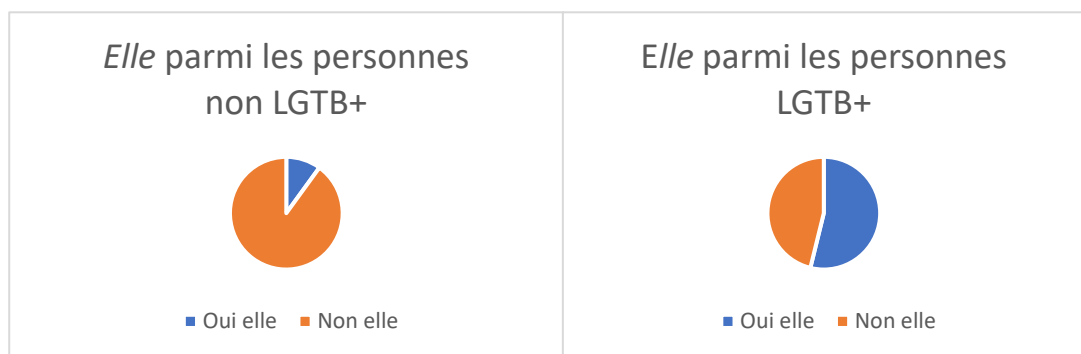 Elle parmi les personnes
non LGTB+
Oui elle Non elle
Elle parmi les personnes
LGTB+
Oui elle Non elle